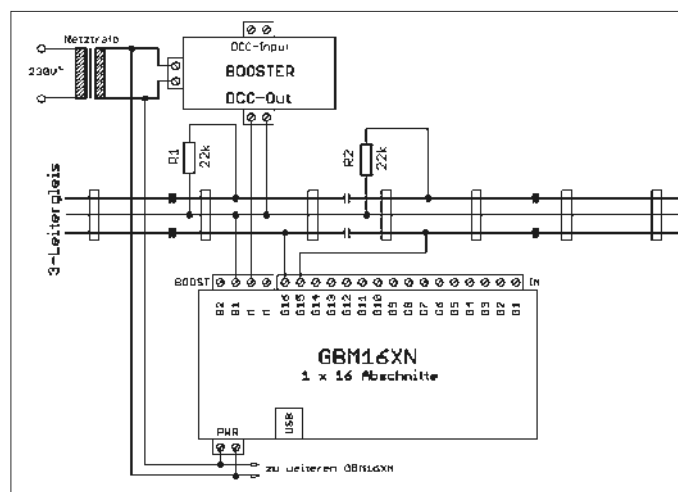 Netztrafo
230V~
DCC-Input
BOOSTER
DCC-Out
R1
22k
R2
22k
3-Leitergleis
BOOST
IN
B2
B1
G16
G15
G14
G13
G12
G11
G10
G9
G8
G7
G6
G5
G4
G3
G2
G1
GBM16XN
1 x 16 Abschnitte
PWR
USB
zu weiteren GBM16XN